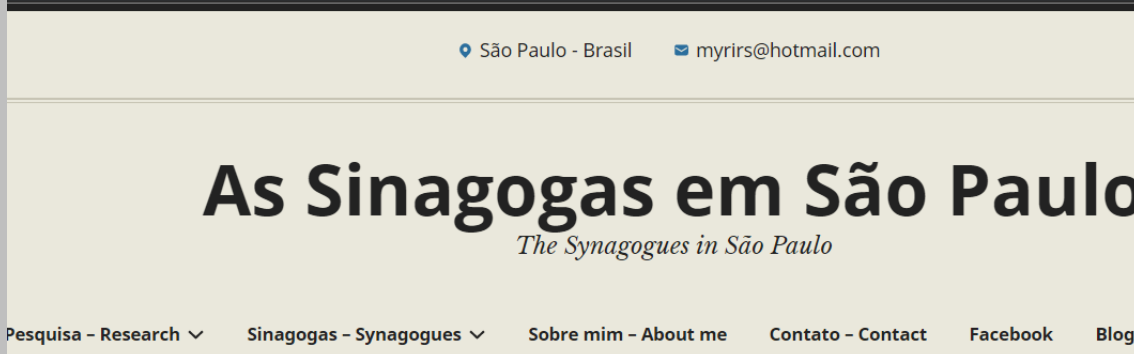 São Paulo - Brasil myrirs@hotmail.com
As Sinagogas em São Paulo
The Synagogues in São Paulo
Pesquisa – Research Sinagogas – Synagogues Sobre mim – About me Contato – Contact Facebook Blog